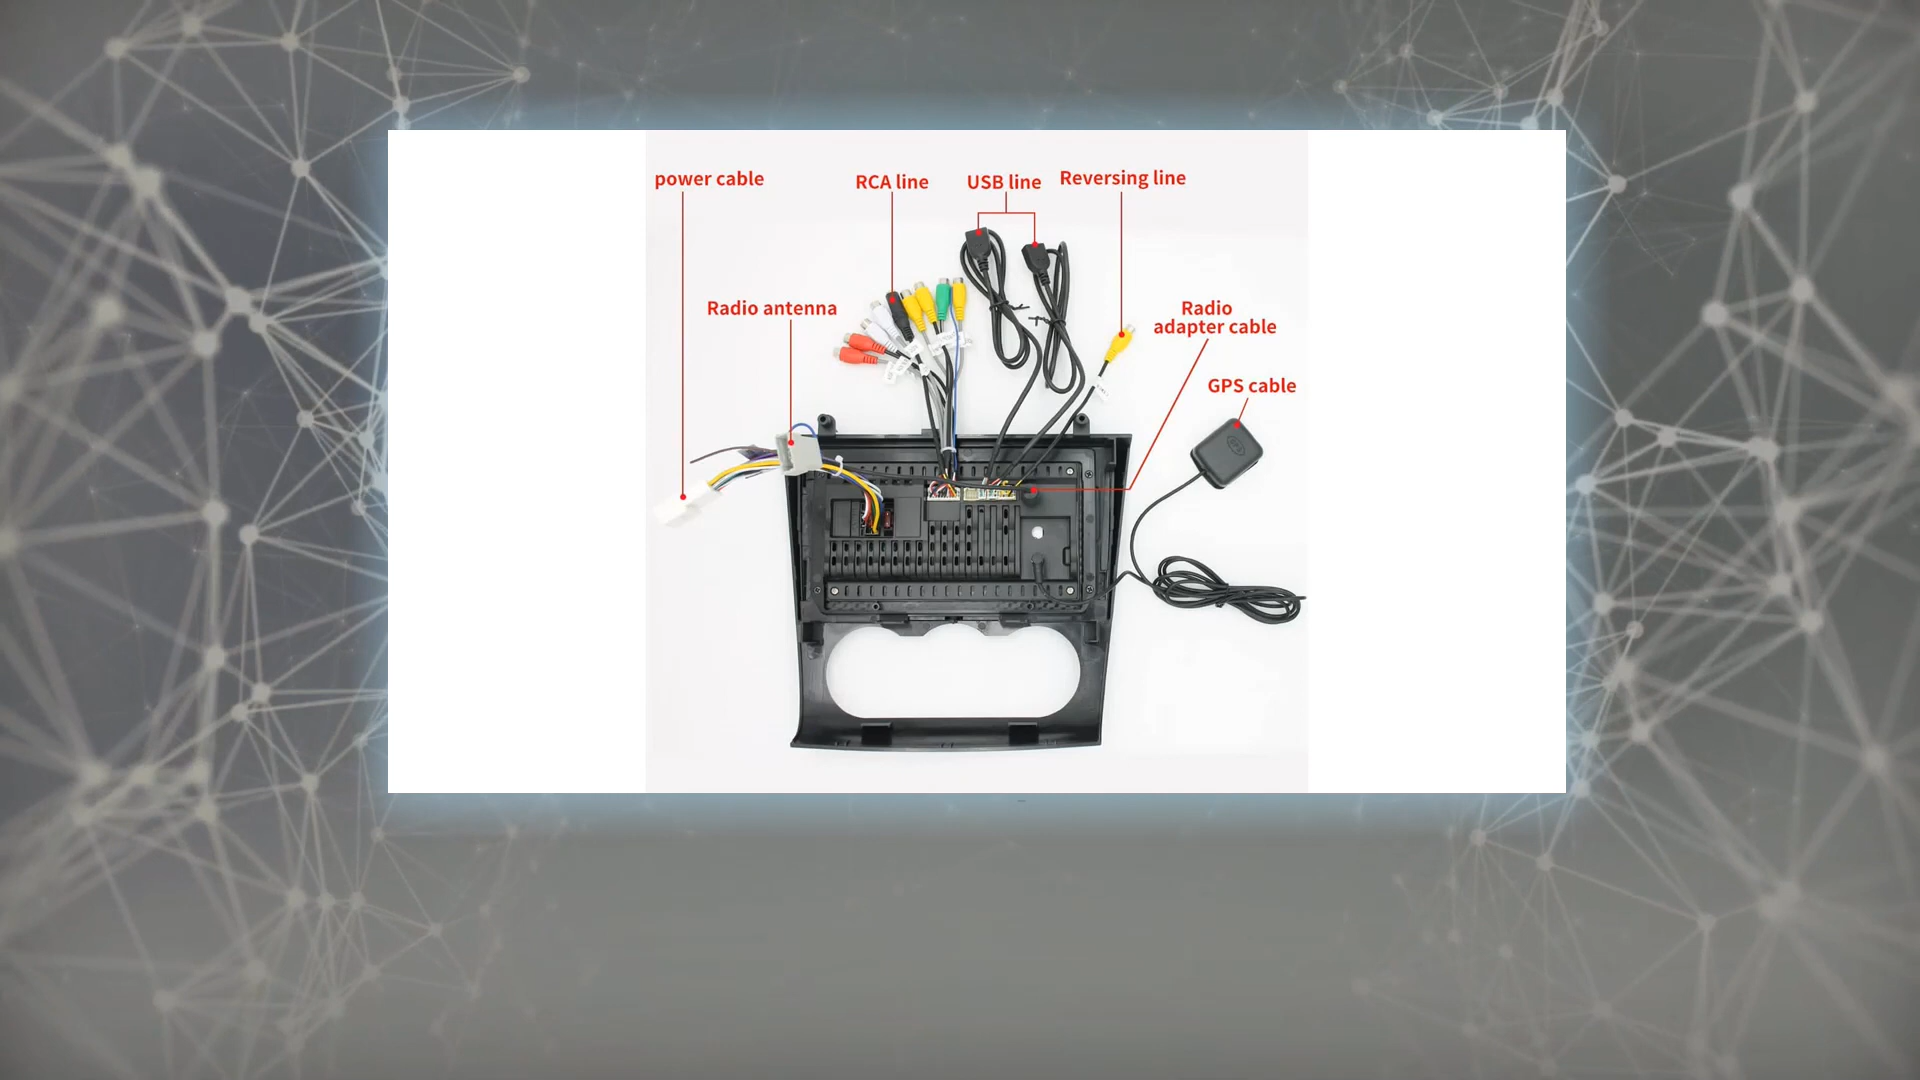 power cable
RCA line
USB line
Reversing line
Radio antenna
Radio
adapter cable
GPS cable